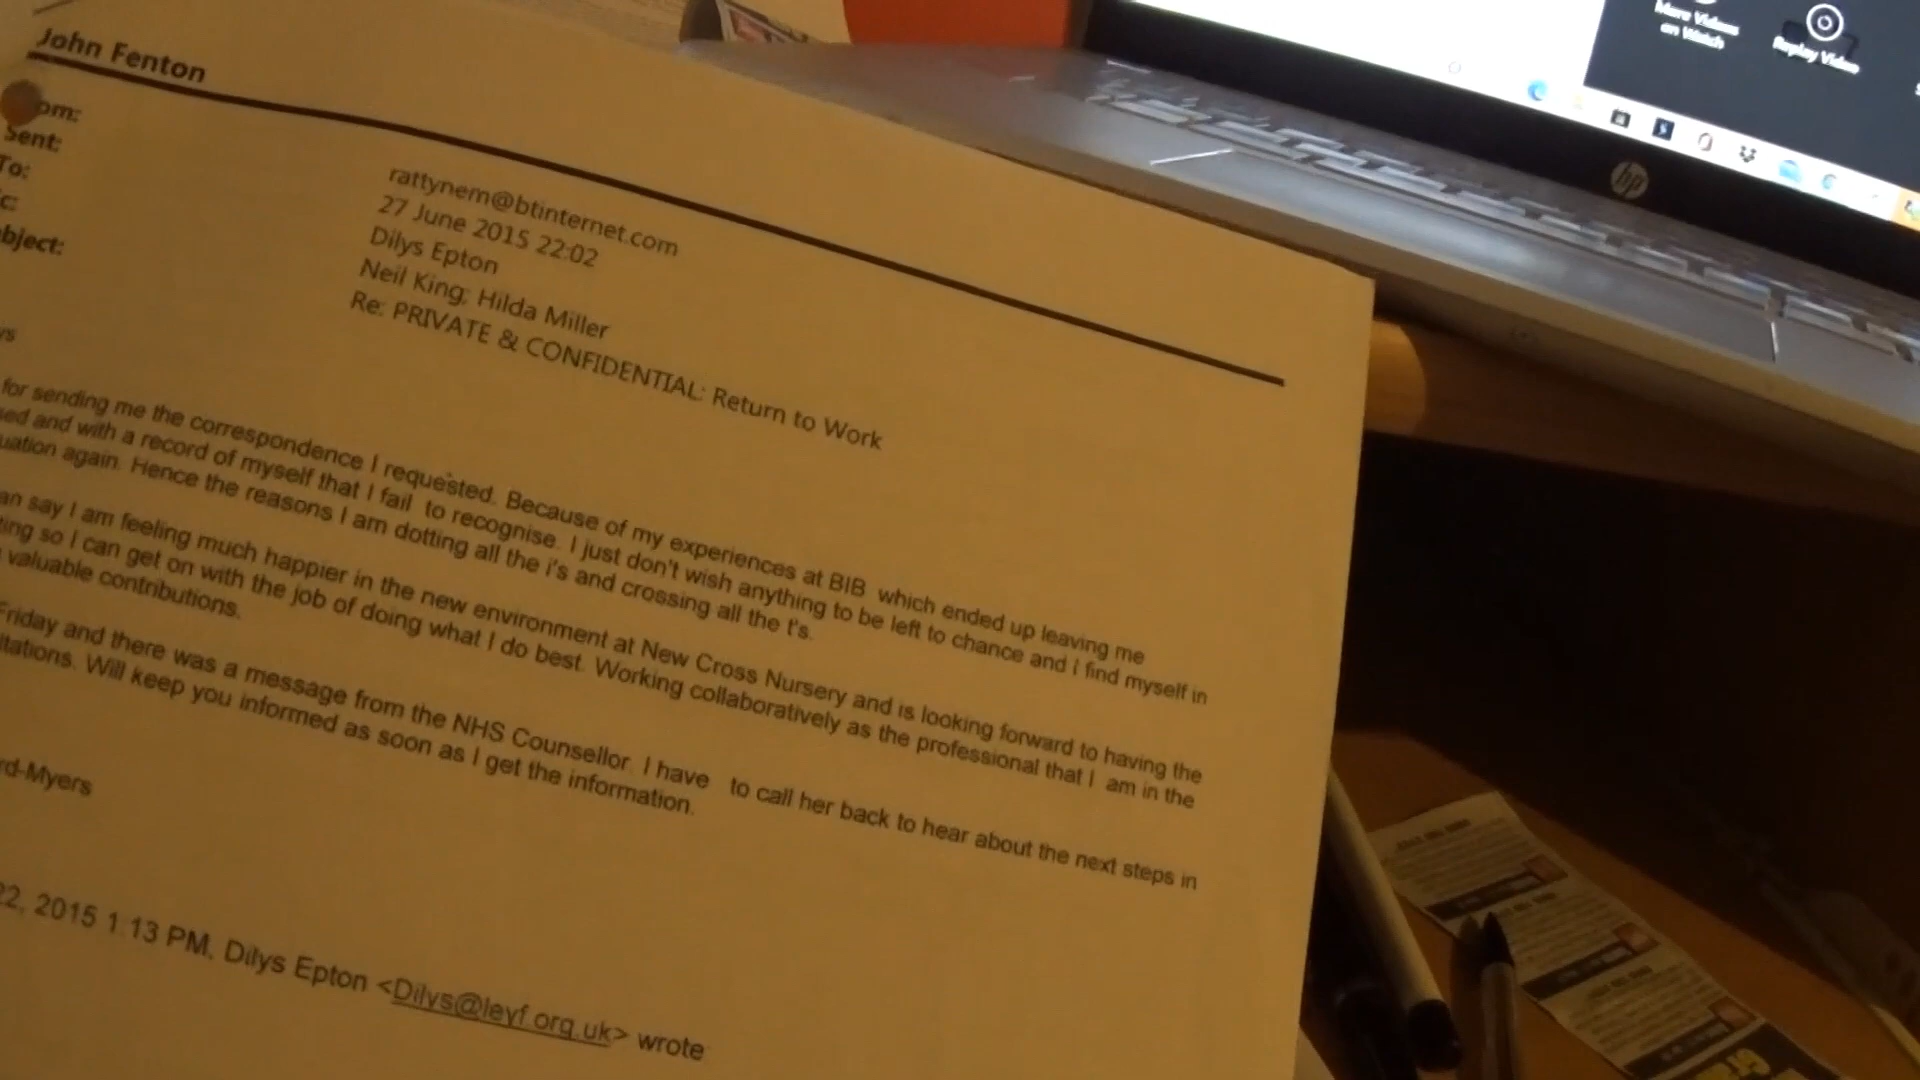 John Fenton
om:
Sent:
To:
c:
bject:
rattynem@btinternet.com
27 June 2015 22:02
Dilys Epton
Neil King; Hilda Miller
Re: PRIVATE & CONFIDENTIAL: Return to Work
ys
for sending me the correspondence I requested. Because of my experiences at BIB which ended up leaving me
sed and with a record of myself that I fail to recognise. I just don't wish anything to be left to chance and I find myself in
uation again. Hence the reasons I am dotting all the i's and crossing all the t's.
an say I am feeling much happier in the new environment at New Cross Nursery and is looking forward to having the
ting so I can get on with the job of doing what I do best. Working collaboratively as the professional that I am in the
valuable contributions.
Friday and there was a message from the NHS Counsellor. I have to call her back to hear about the next steps in
itations. Will keep you informed as soon as I get the information.
rd-Myers
22, 2015 1:13 PM, Dilys Epton <Dilys@leyf.org.uk> wrote
More Videos
on Watch
Replay Video
hp